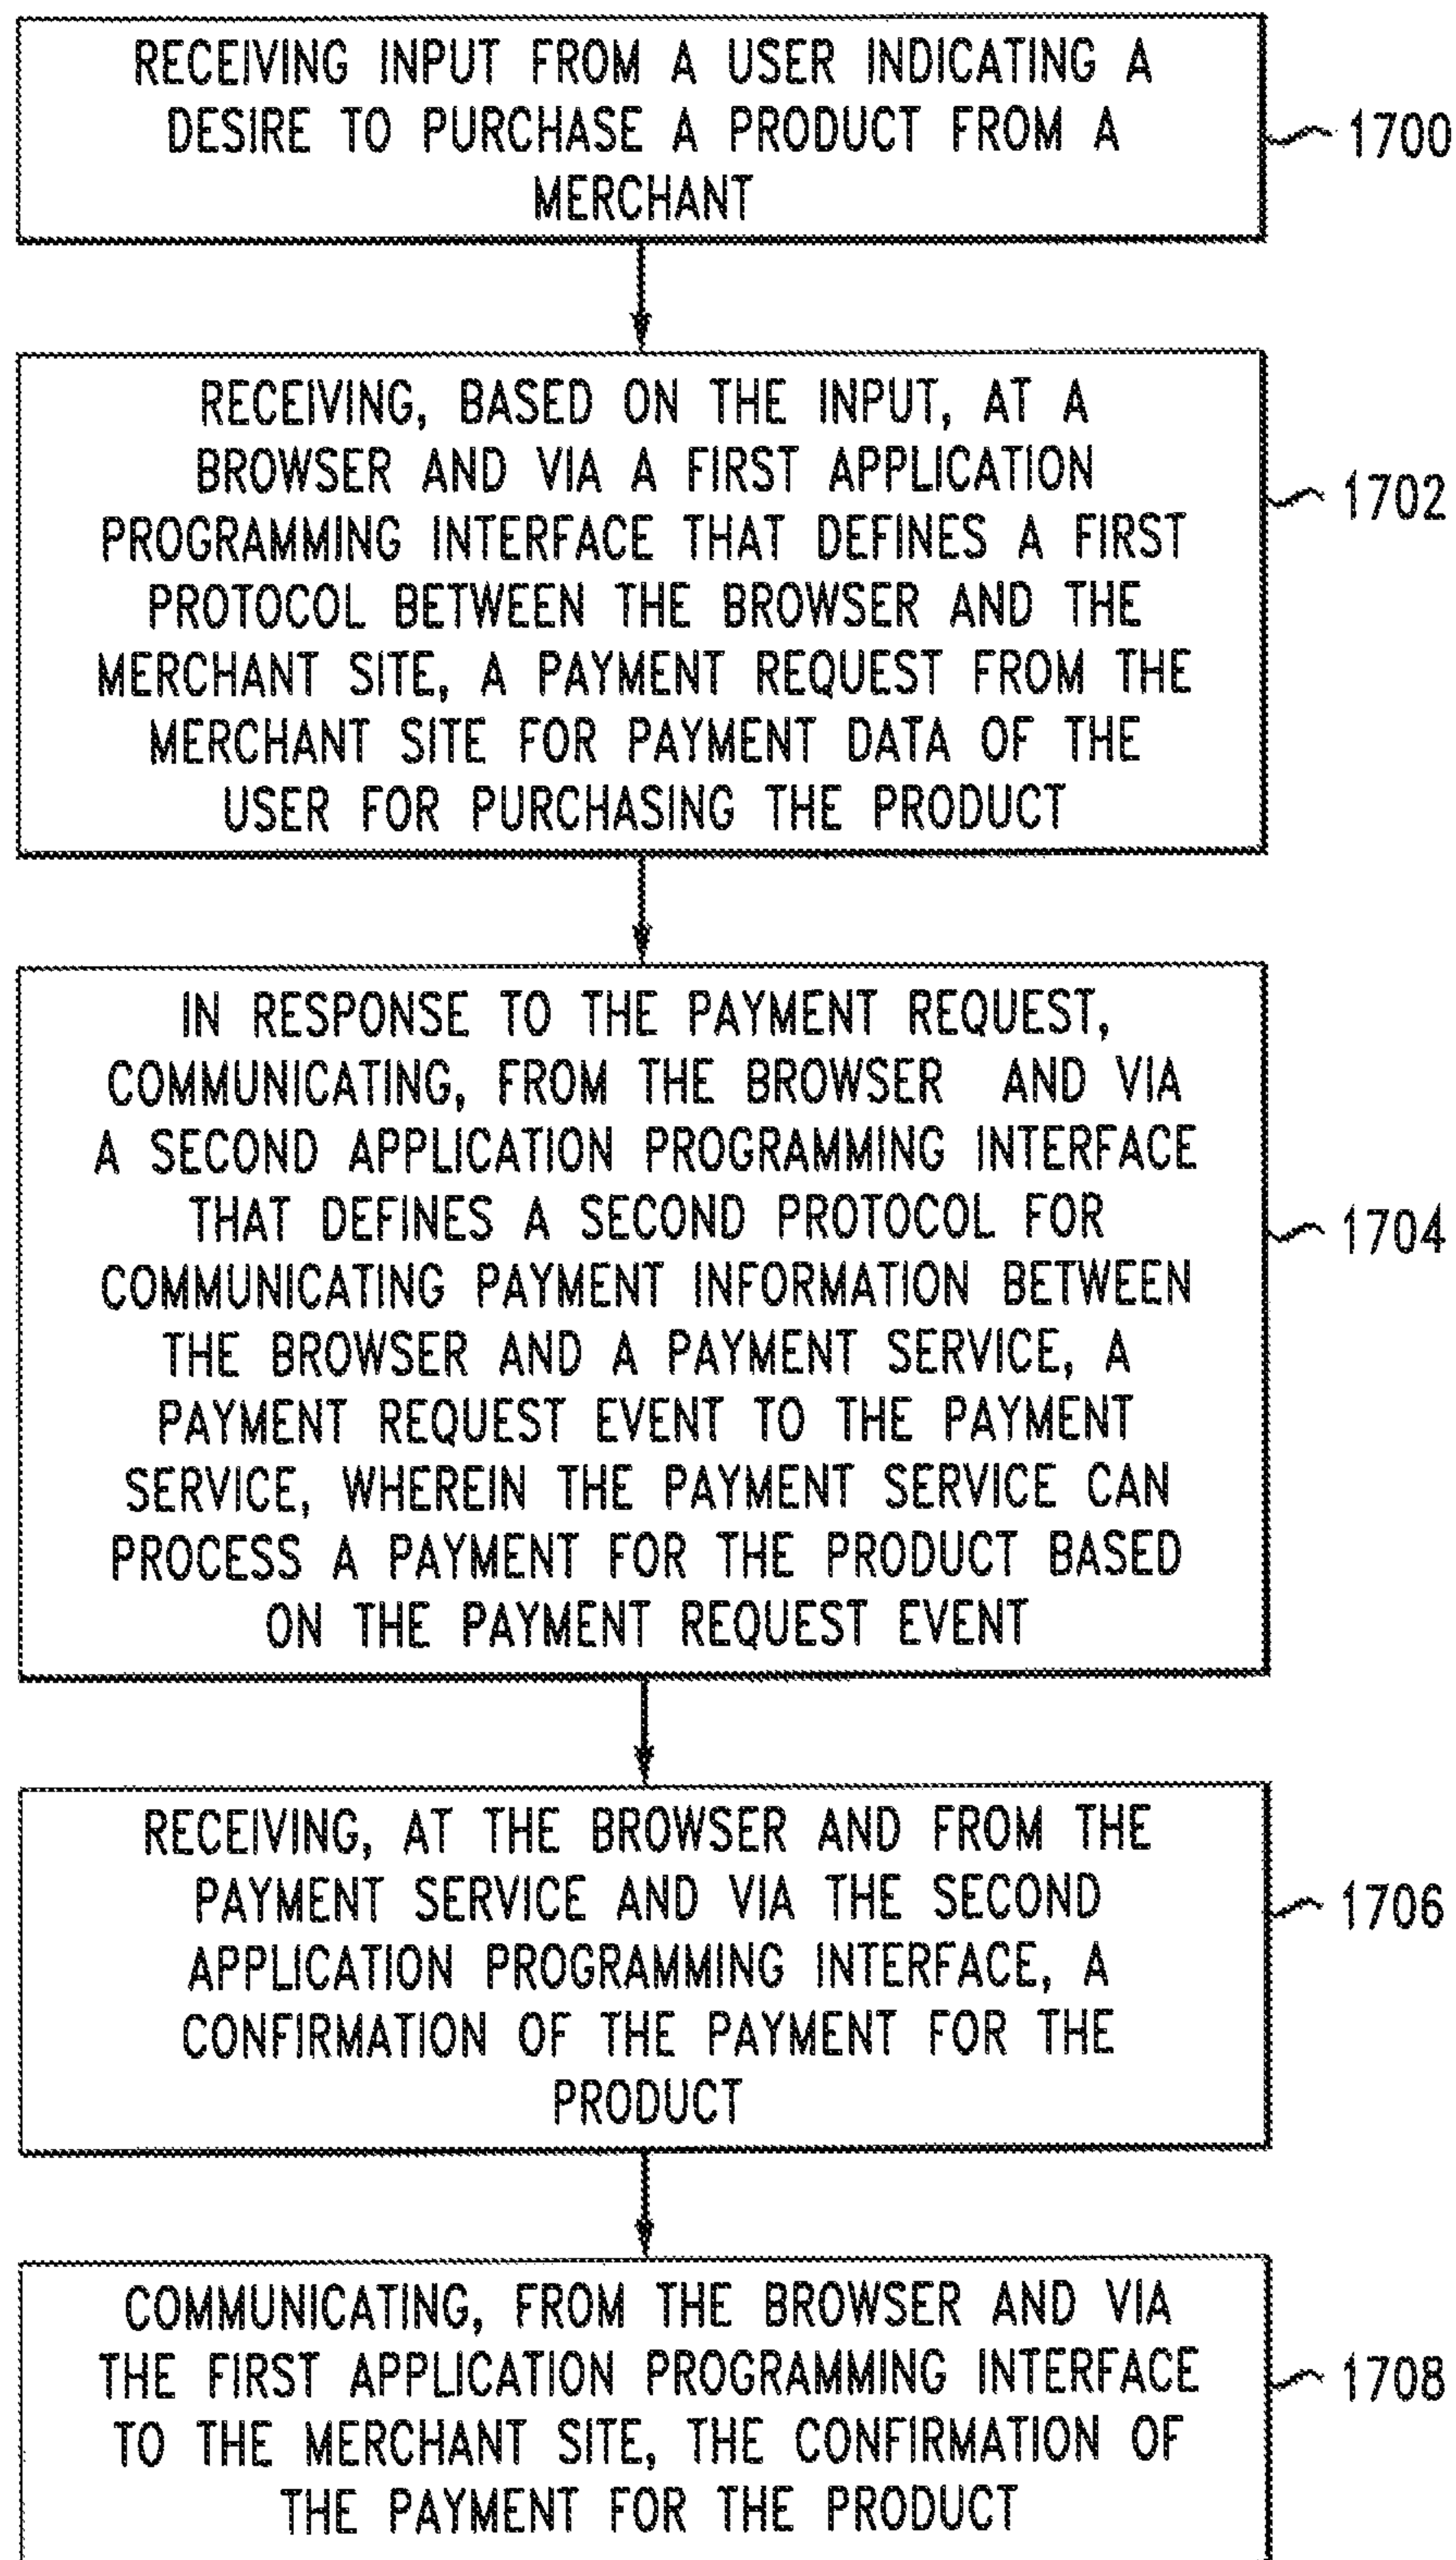 RECEIVING INPUT FROM A USER INDICATING A
DESIRE TO PURCHASE A PRODUCT FROM A
MERCHANT
1700
RECEIVING, BASED ON THE INPUT, AT A
BROWSER AND VIA A FIRST APPLICATION
PROGRAMMING INTERFACE THAT DEFINES A FIRST
PROTOCOL BETWEEN THE BROWSER AND THE
MERCHANT SITE, A PAYMENT REQUEST FROM THE
MERCHANT SITE FOR PAYMENT DATA OF THE
USER FOR PURCHASING THE PRODUCT
1702
IN RESPONSE TO THE PAYMENT REQUEST,
COMMUNICATING, FROM THE BROWSER AND VIA
A SECOND APPLICATION PROGRAMMING INTERFACE
THAT DEFINES A SECOND PROTOCOL FOR
COMMUNICATING PAYMENT INFORMATION BETWEEN
THE BROWSER AND A PAYMENT SERVICE, A
PAYMENT REQUEST EVENT TO THE PAYMENT
SERVICE, WHEREIN THE PAYMENT SERVICE CAN
PROCESS A PAYMENT FOR THE PRODUCT BASED
ON THE PAYMENT REQUEST EVENT
1704
RECEIVING, AT THE BROWSER AND FROM THE
PAYMENT SERVICE AND VIA THE SECOND
APPLICATION PROGRAMMING INTERFACE, A
CONFIRMATION OF THE PAYMENT FOR THE
PRODUCT
1706
COMMUNICATING, FROM THE BROWSER AND VIA
THE FIRST APPLICATION PROGRAMMING INTERFACE
TO THE MERCHANT SITE, THE CONFIRMATION OF
THE PAYMENT FOR THE PRODUCT
1708